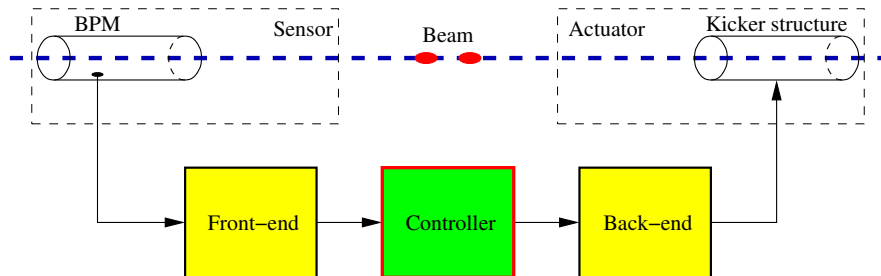 BPM
Sensor
Beam
Actuator
Kicker structure
Front−end
Controller
Back−end